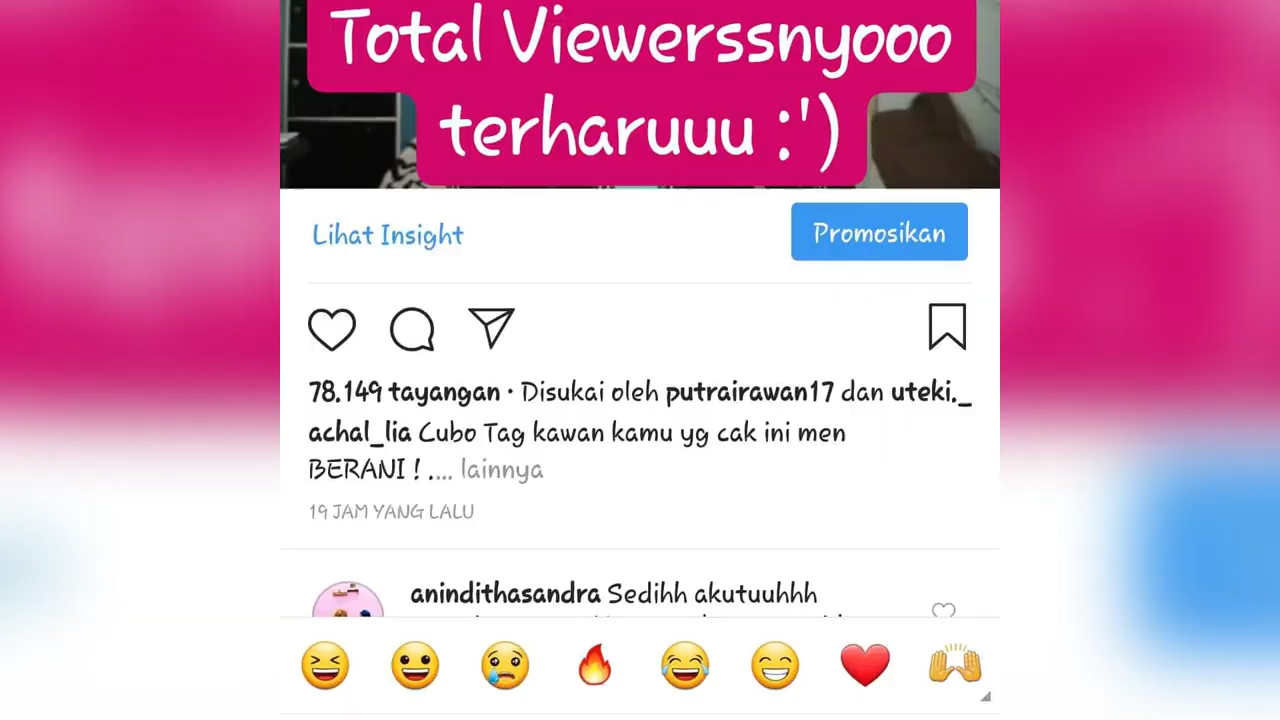 Total Viewerssnyooo
terharuuu :')
Lihat Insight
Promosikan
78.149 tayangan • Disukai oleh putrairawan17 dan uteki._
achal_lia Cubo Tag kawan kamu yg cak ini men
BERANI ! .... lainnya
19 JAM YANG LALU
anindithasandra Sedihh akutuuhhh